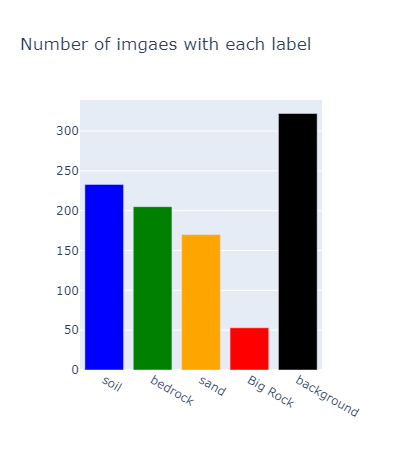 Number of imgaes with each label
300
250
200
150
100
50
0
soil
bedrock
sand
Big Rock
background